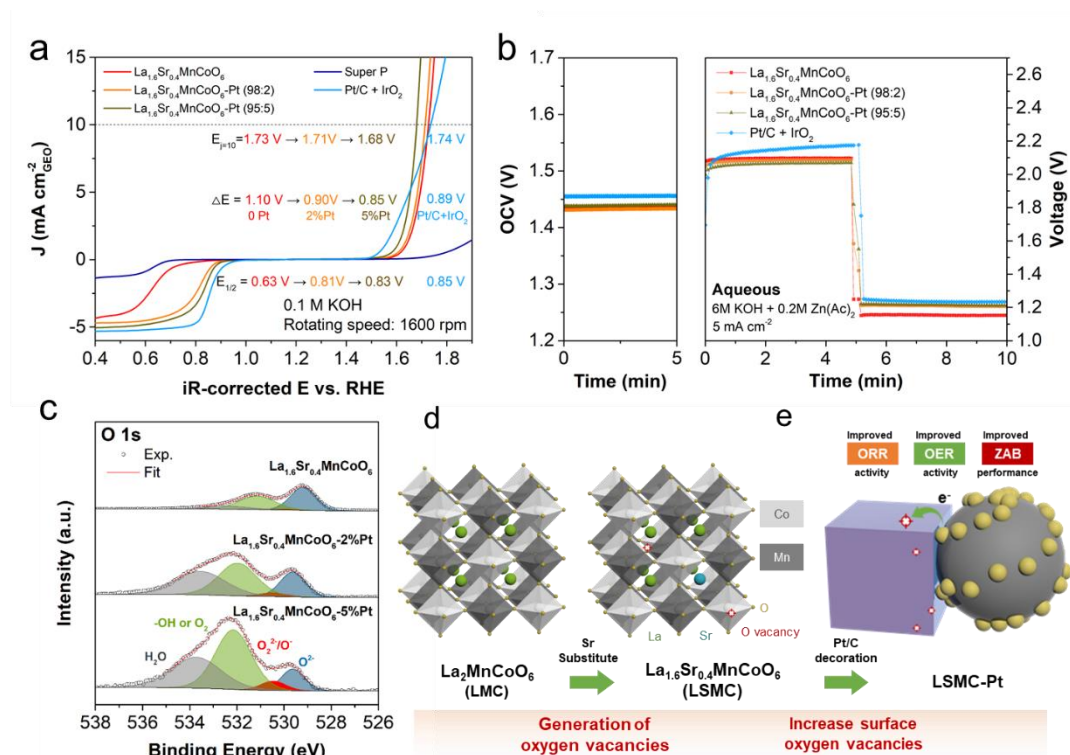 a
La1.6Sr0.4MnCoO6
La1.6Sr0.4MnCoO6-Pt (98:2)
La1.6Sr0.4MnCoO6-Pt (95:5)
Super P
Pt/C + IrO2
Ej=10 =1.73 V → 1.71V → 1.68 V 1.74 V
△E = 1.10 V → 0.90V → 0.85 V 0.89 V
0 Pt 2%Pt 5%Pt Pt/C+IrO2
E1/2 = 0.63 V → 0.81V → 0.83 V 0.85 V
0.1 M KOH
Rotating speed: 1600 rpm
J (mA cm-2GEO)
15
10
5
0
-5
0.4 0.6 0.8 1.0 1.2 1.4 1.6 1.8
iR-corrected E vs. RHE
b
OCV (V)
1.7
1.6
1.5
1.4
1.3
1.2
0 5
Time (min)
La1.6Sr0.4MnCoO6
La1.6Sr0.4MnCoO6-Pt (98:2)
La1.6Sr0.4MnCoO6-Pt (95:5)
Pt/C + IrO2
Aqueous
6M KOH + 0.2M Zn(Ac)2
5 mA cm-2
0 2 4 6 8 10
Time (min)
2.6
2.4
2.2
2.0
1.8
1.6
1.4
1.2
1.0
Voltage (V)
c
O 1s
Exp.
Fit
La1.6Sr0.4MnCoO6
La1.6Sr0.4MnCoO6-2%Pt
La1.6Sr0.4MnCoO6-5%Pt
-OH or O2
H2O
O22-/O-
O2-
Intensity (a.u.)
538 536 534 532 530 528 526
Binding Energy (eV)
d
Co
Mn
O
La
Sr
O vacancy
La2MnCoO6
(LMC)
Sr
Substitute
La1.6Sr0.4MnCoO6
(LSMC)
Generation of
oxygen vacancies
e
Improved Improved Improved
ORR OER ZAB
activity activity performance
e-
Pt/C
decoration
LSMC-Pt
Increase surface
oxygen vacancies